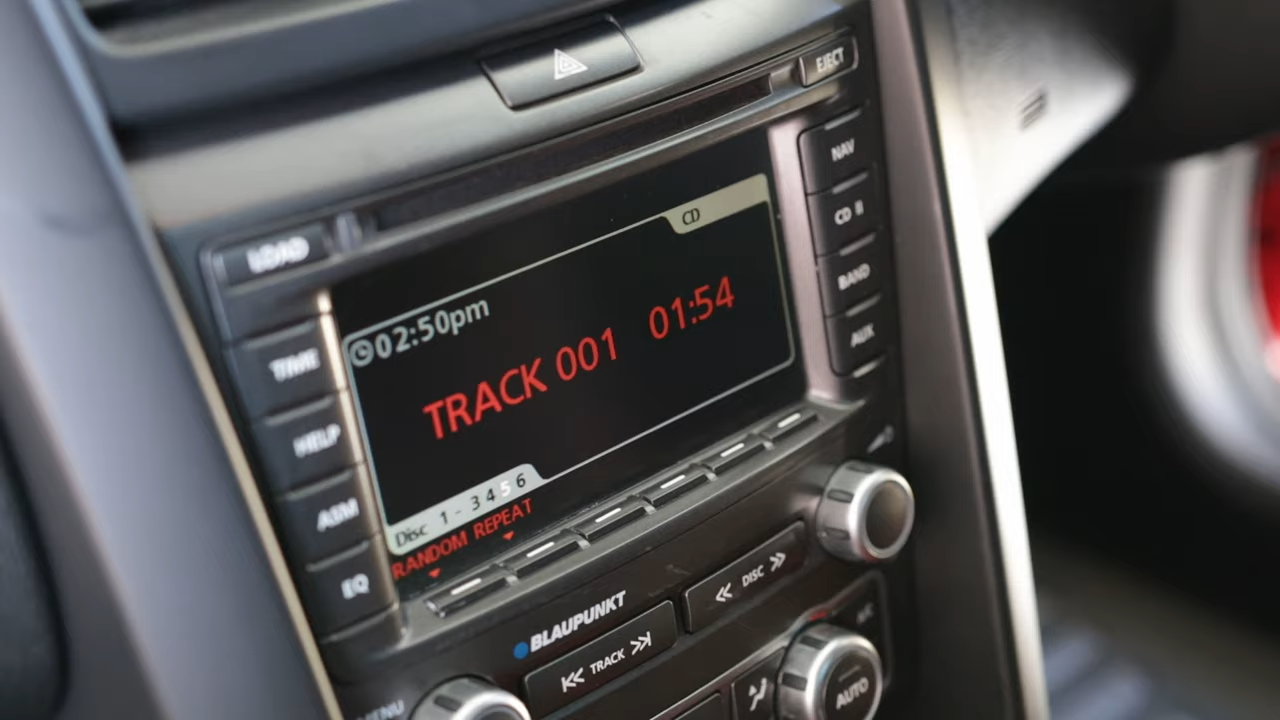 EJECT
LOAD
NAV
CD
CD II
02:50pm
TRACK 001 01:54
BAND
TIME
AUX
HELP
Disc 1 - 3 4 5 6
RANDOM REPEAT
ASM
EQ
BLAUPUNKT
DISC
TRACK
AUTO
MENU